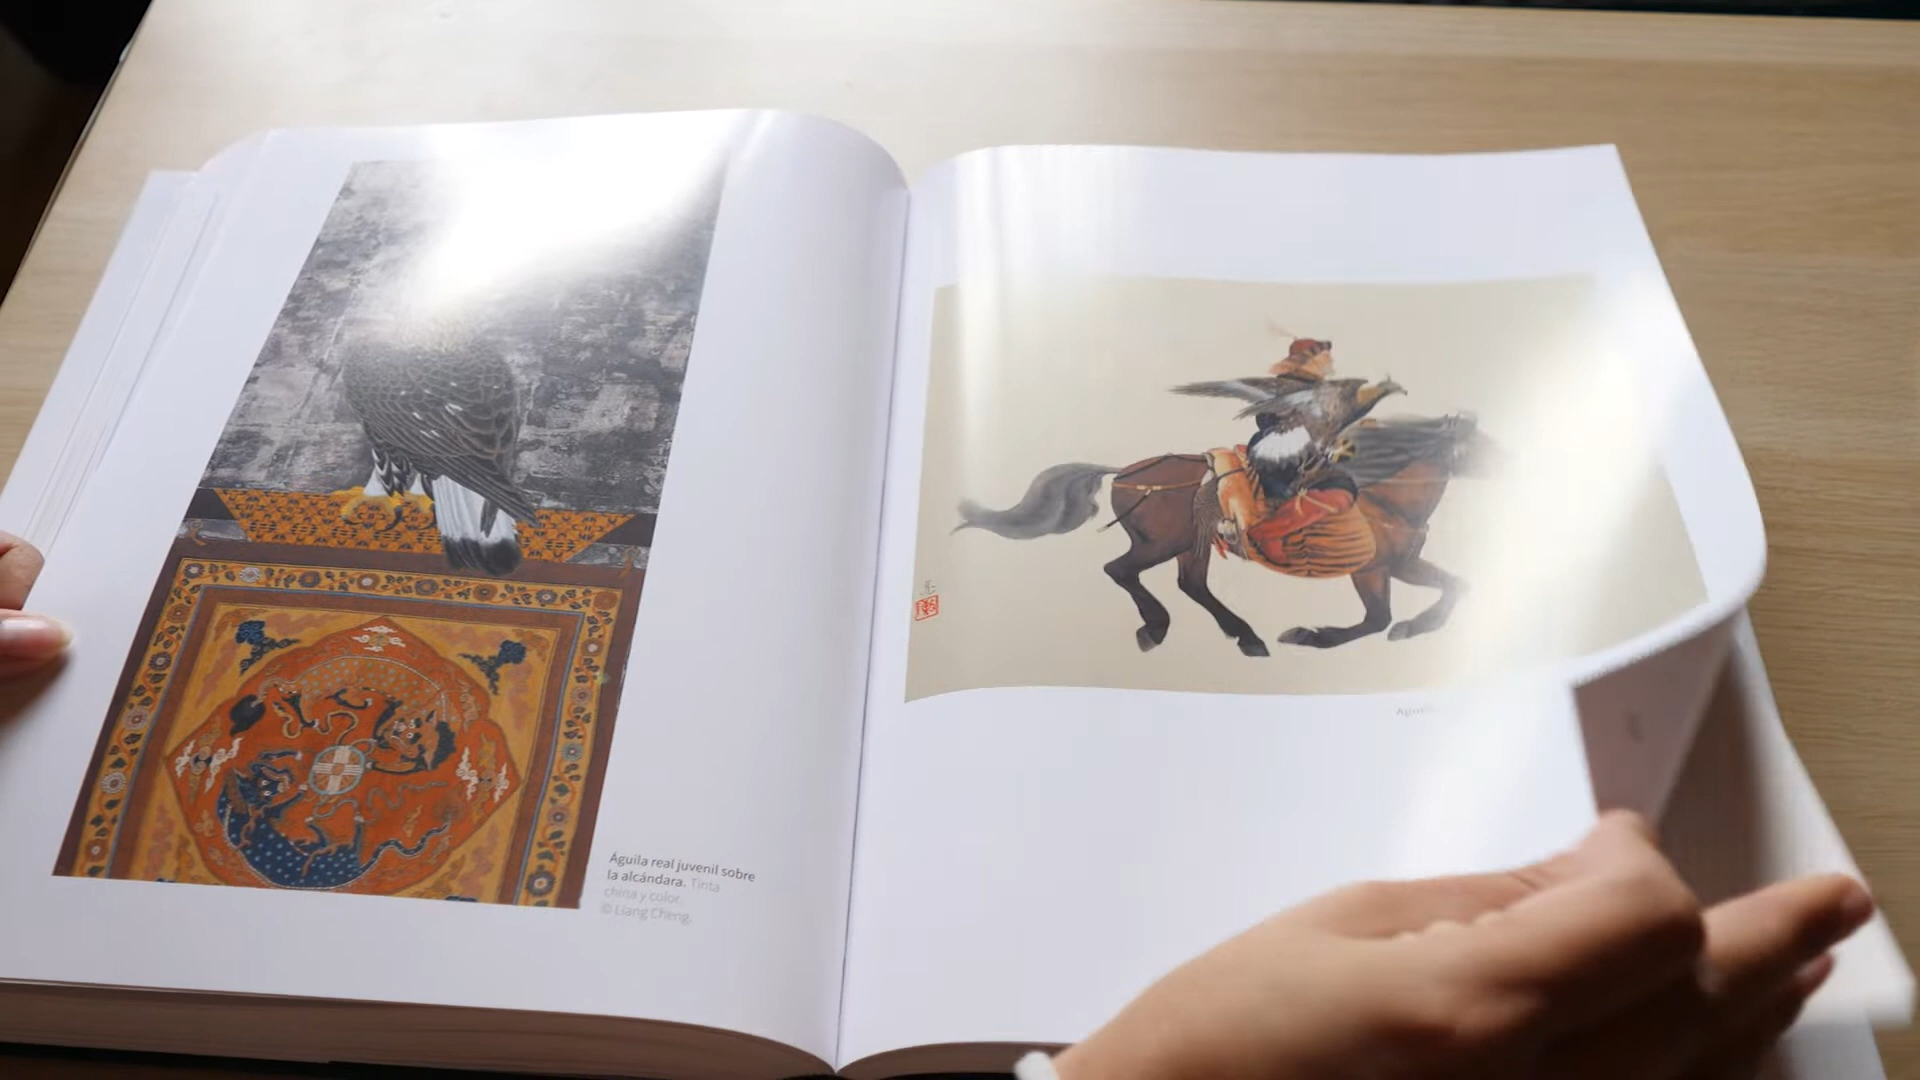 Águila real juvenil sobre
la alcándara. Tinta
china y color.
© Liang Cheng.